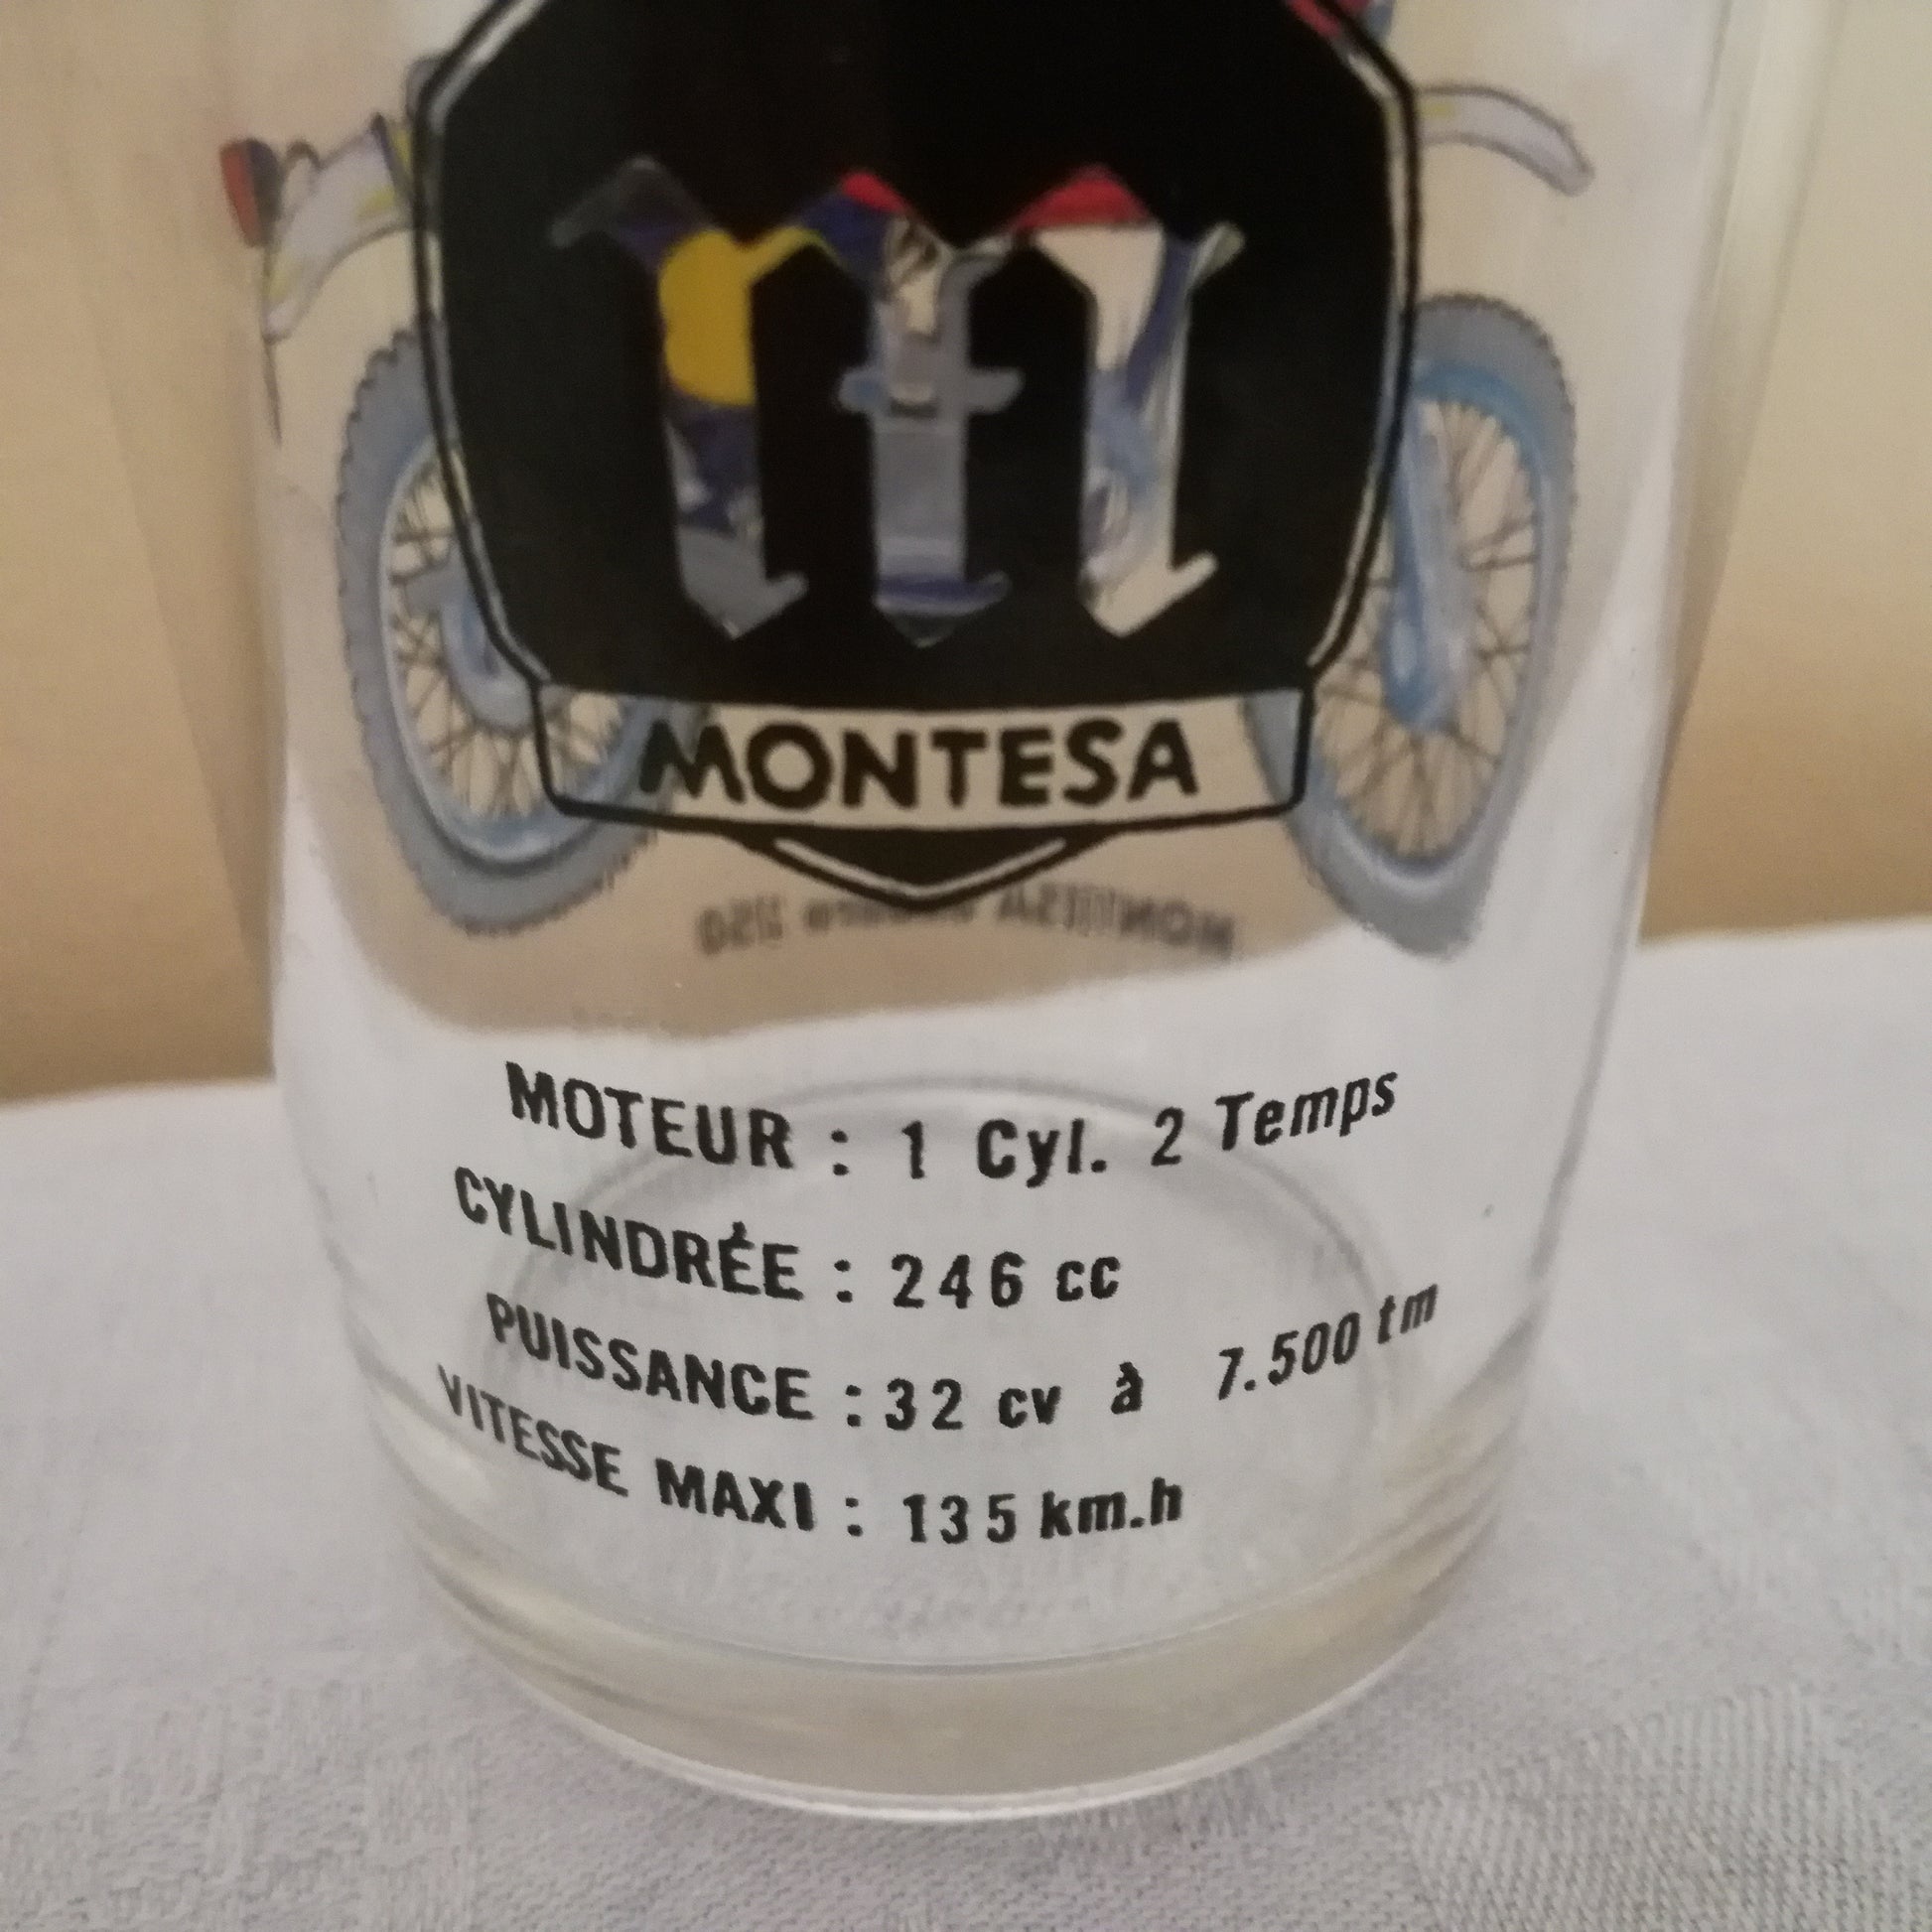 MONTESA
MONTESA
MOTEUR : 1 Cyl. 2 Temps
CYLINDRÉE : 246 cc
PUISSANCE : 32 cv à 7.500 tm
VITESSE MAXI : 135 km.h